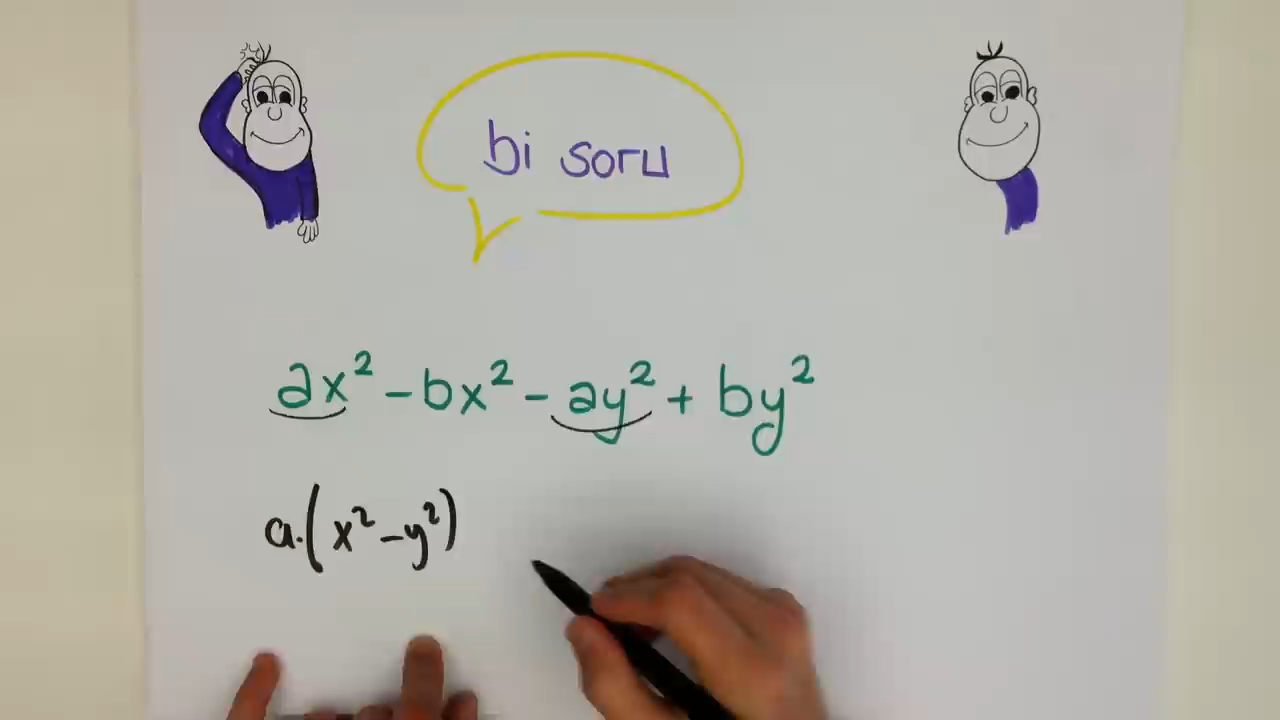 bi soru
ax² - bx² - ay² + by²
a.(x² - y²)